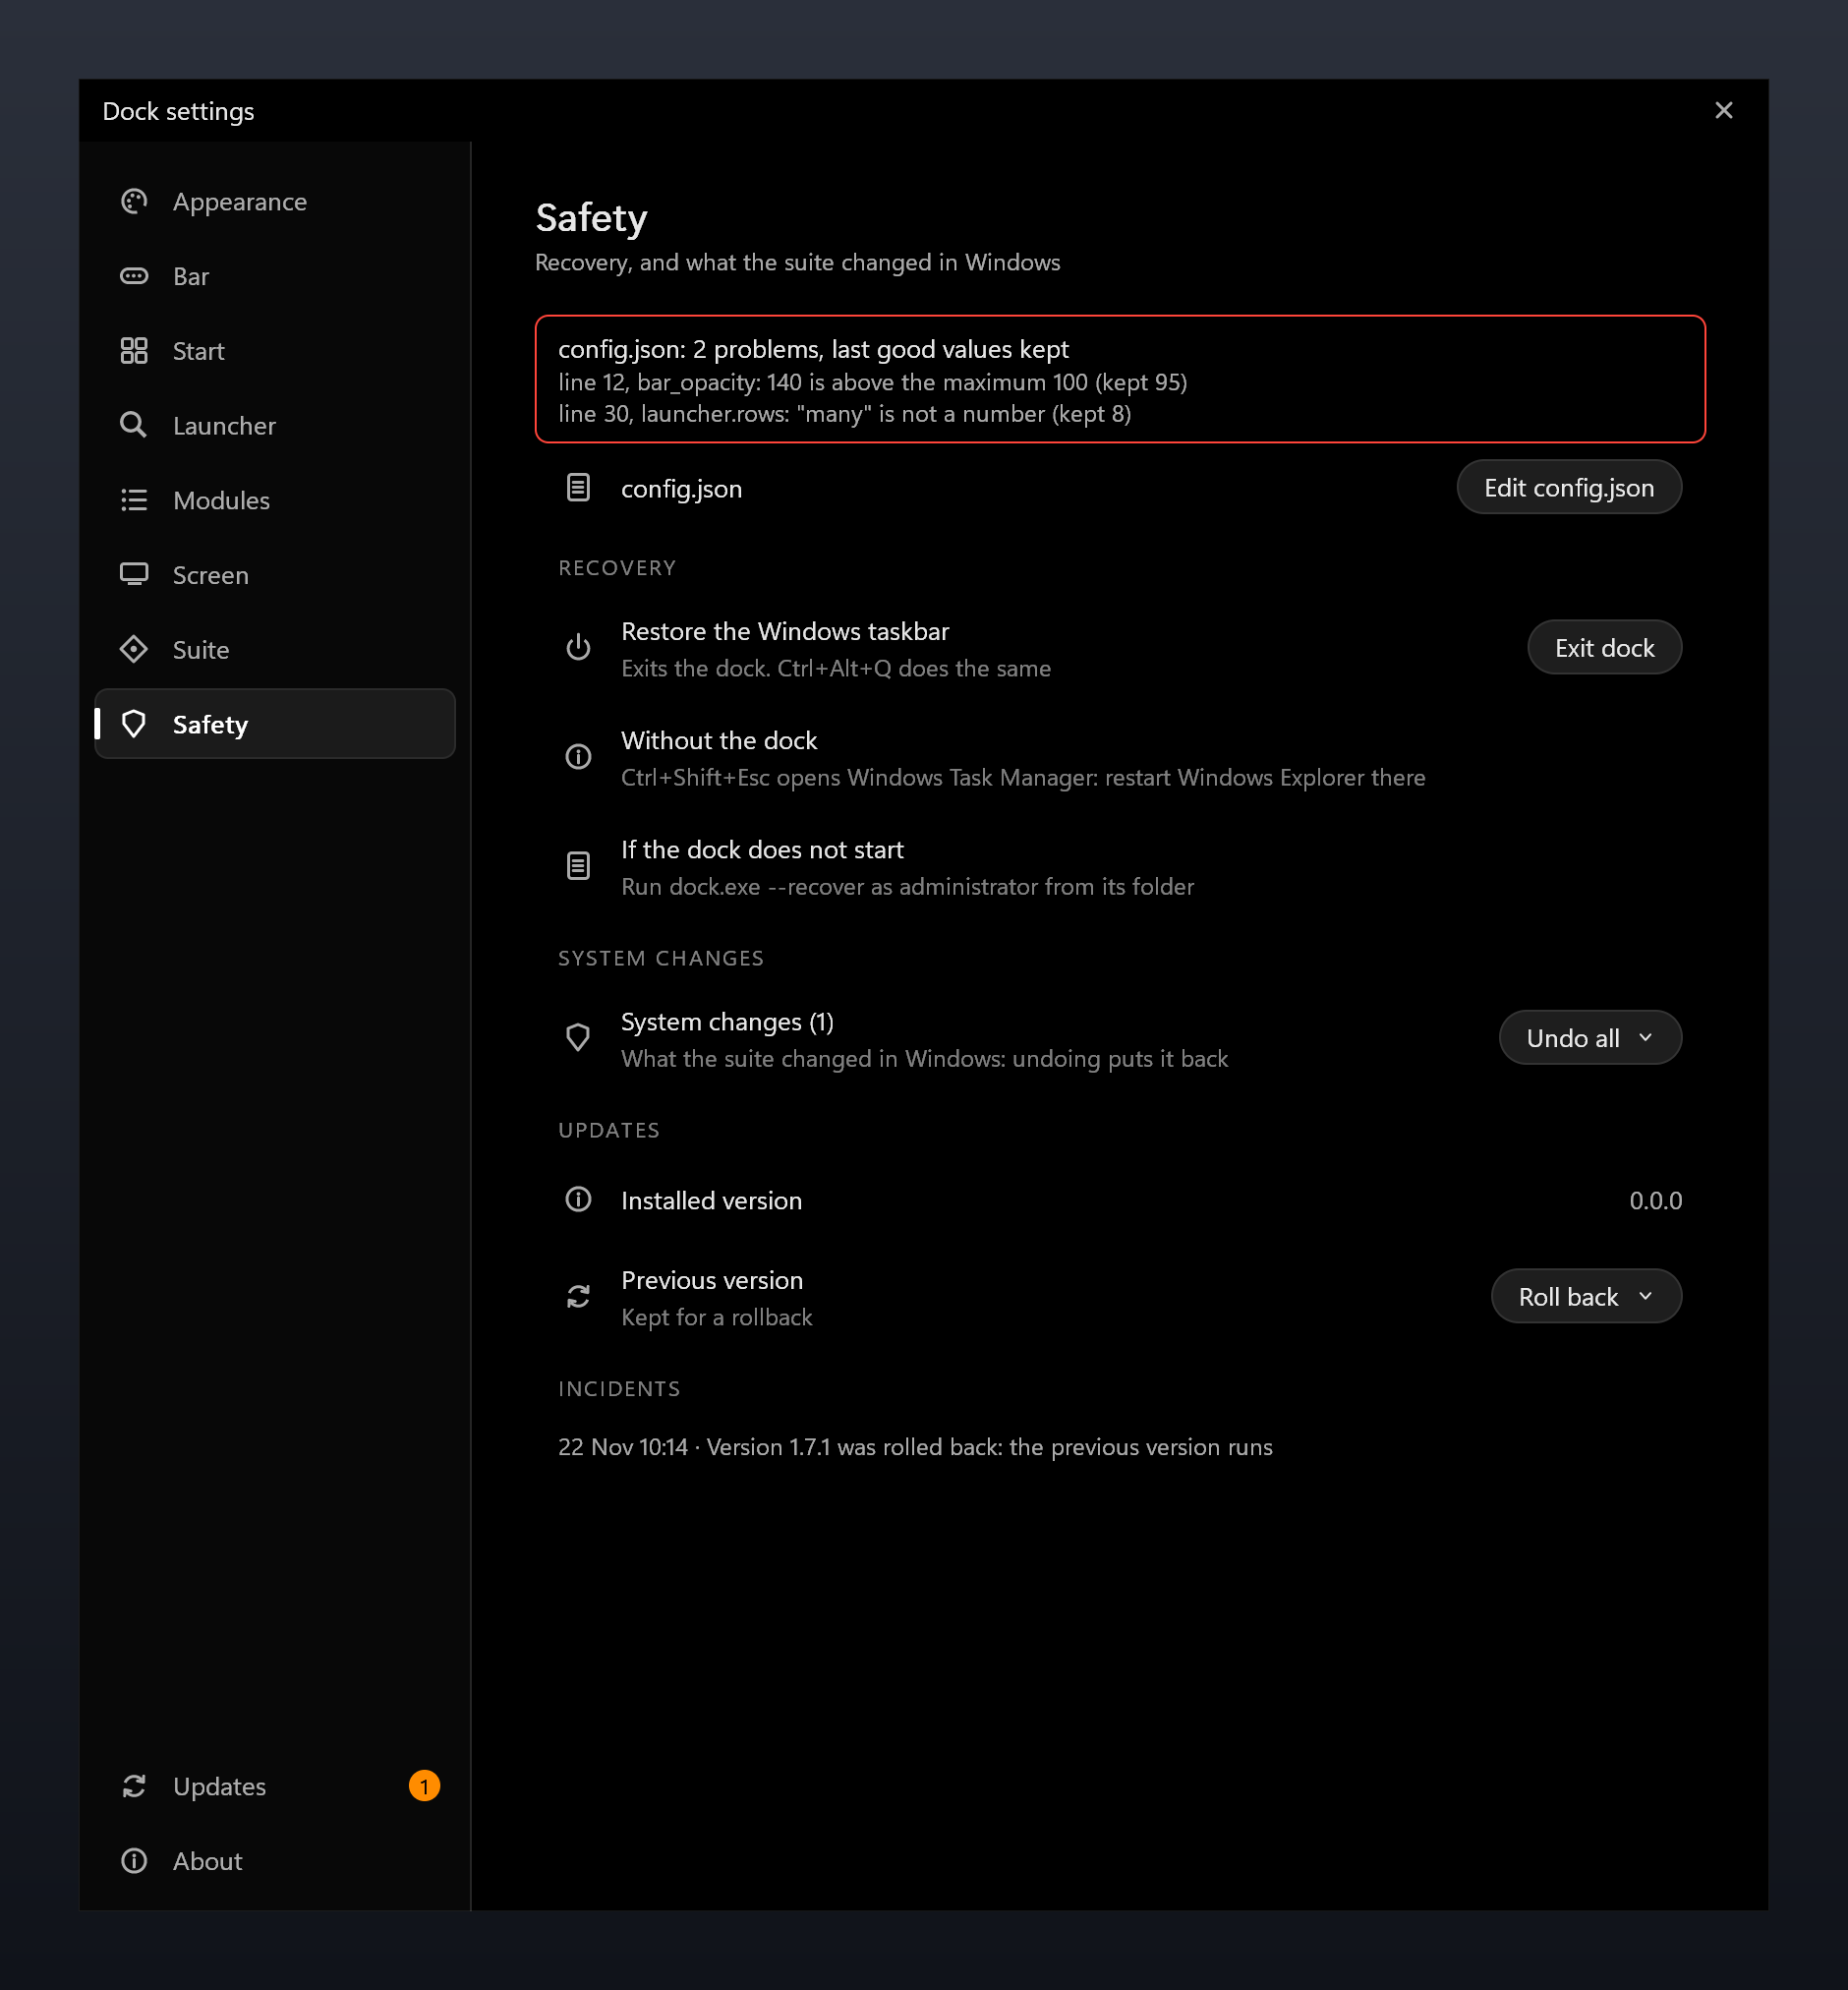 Dock settings
Appearance
Bar
Start
Launcher
Modules
Screen
Suite
Safety
Updates
1
About
Safety
Recovery, and what the suite changed in Windows
config.json: 2 problems, last good values kept
line 12, bar_opacity: 140 is above the maximum 100 (kept 95)
line 30, launcher.rows: "many" is not a number (kept 8)
config.json
Edit config.json
RECOVERY
Restore the Windows taskbar
Exits the dock. Ctrl+Alt+Q does the same
Exit dock
Without the dock
Ctrl+Shift+Esc opens Windows Task Manager: restart Windows Explorer there
If the dock does not start
Run dock.exe --recover as administrator from its folder
SYSTEM CHANGES
System changes (1)
What the suite changed in Windows: undoing puts it back
Undo all
UPDATES
Installed version
0.0.0
Previous version
Kept for a rollback
Roll back
INCIDENTS
22 Nov 10:14 · Version 1.7.1 was rolled back: the previous version runs